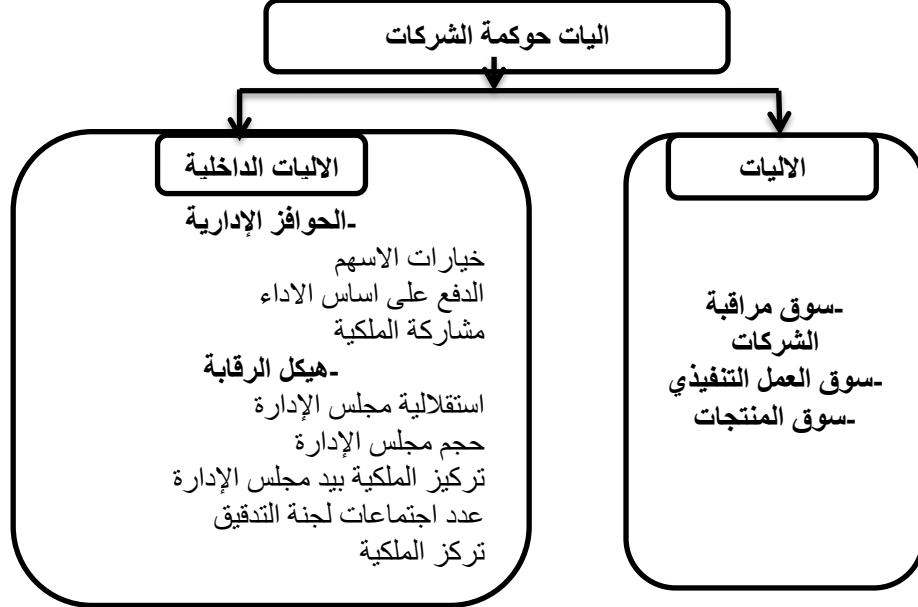 اليات حوكمة الشركات
الاليات
-سوق مراقبة
الشركات
-سوق العمل التنفيذي
-سوق المنتجات
الاليات الداخلية
-الحوافز الإدارية
خيارات الاسهم
الدفع على اساس الاداء
مشاركة الملكية
-هيكل الرقابة
استقلالية مجلس الإدارة
حجم مجلس الإدارة
تركيز الملكية بيد مجلس الإدارة
عدد اجتماعات لجنة التدقيق
تركز الملكية